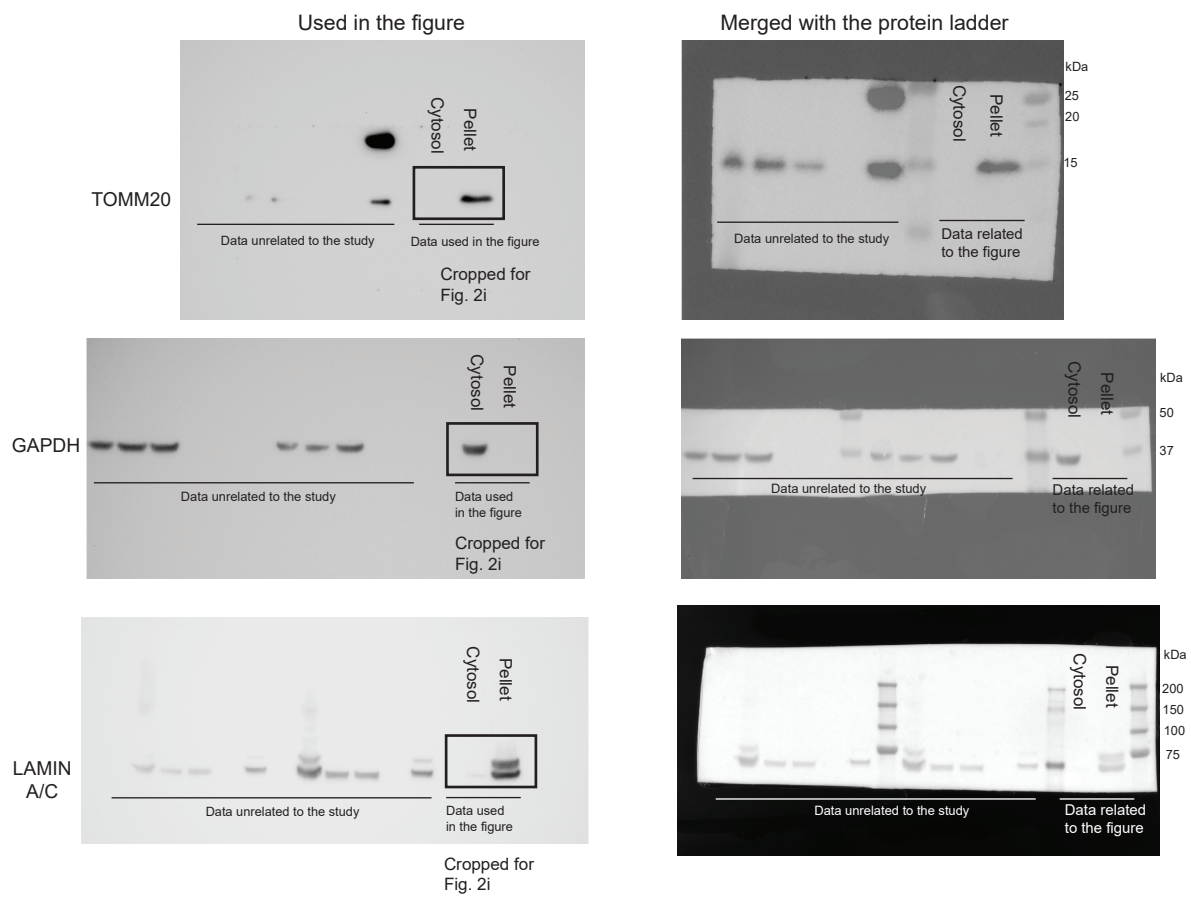 Used in the figure
Merged with the protein ladder
TOMM20
Cytosol
Pellet
Data unrelated to the study
Data used in the figure
Cropped for
Fig. 2i
kDa
25
20
15
Cytosol
Pellet
Data unrelated to the study
Data related
to the figure
GAPDH
Cytosol
Pellet
Data unrelated to the study
Data used
in the figure
Cropped for
Fig. 2i
kDa
50
37
Cytosol
Pellet
Data unrelated to the study
Data related
to the figure
LAMIN
A/C
Cytosol
Pellet
Data unrelated to the study
Data used
in the figure
Cropped for
Fig. 2i
kDa
200
150
100
75
Cytosol
Pellet
Data unrelated to the study
Data related
to the figure